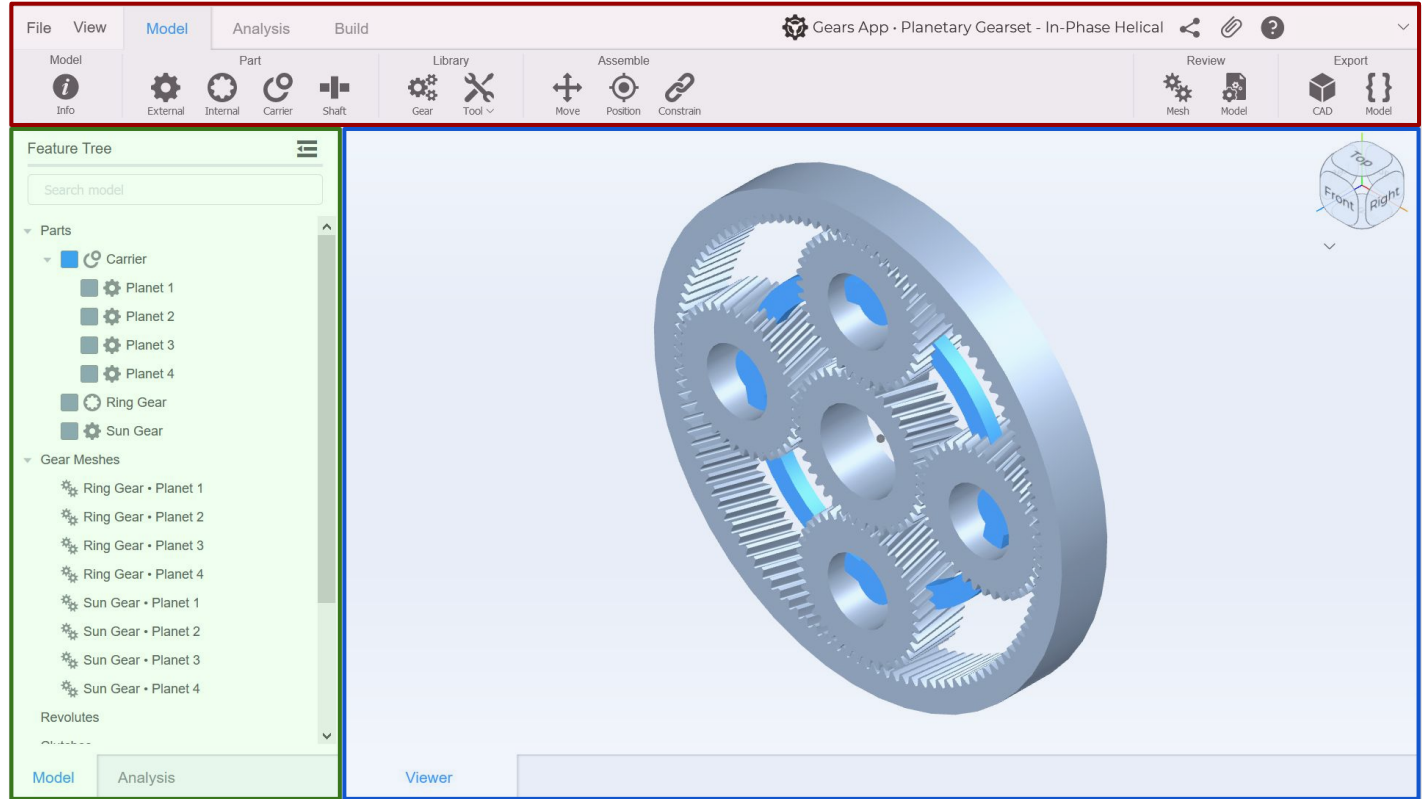 File View Model Analysis Build Gears App • Planetary Gearset - In-Phase Helical
Model Part Library Assemble Review Export
Info External Internal Carrier Shaft Gear Tool Move Position Constrain Mesh Model CAD Model
Feature Tree
Search model
Parts
Carrier
Planet 1
Planet 2
Planet 3
Planet 4
Ring Gear
Sun Gear
Gear Meshes
Ring Gear • Planet 1
Ring Gear • Planet 2
Ring Gear • Planet 3
Ring Gear • Planet 4
Sun Gear • Planet 1
Sun Gear • Planet 2
Sun Gear • Planet 3
Sun Gear • Planet 4
Revolutes
Model Analysis
Top
Front Right
Viewer